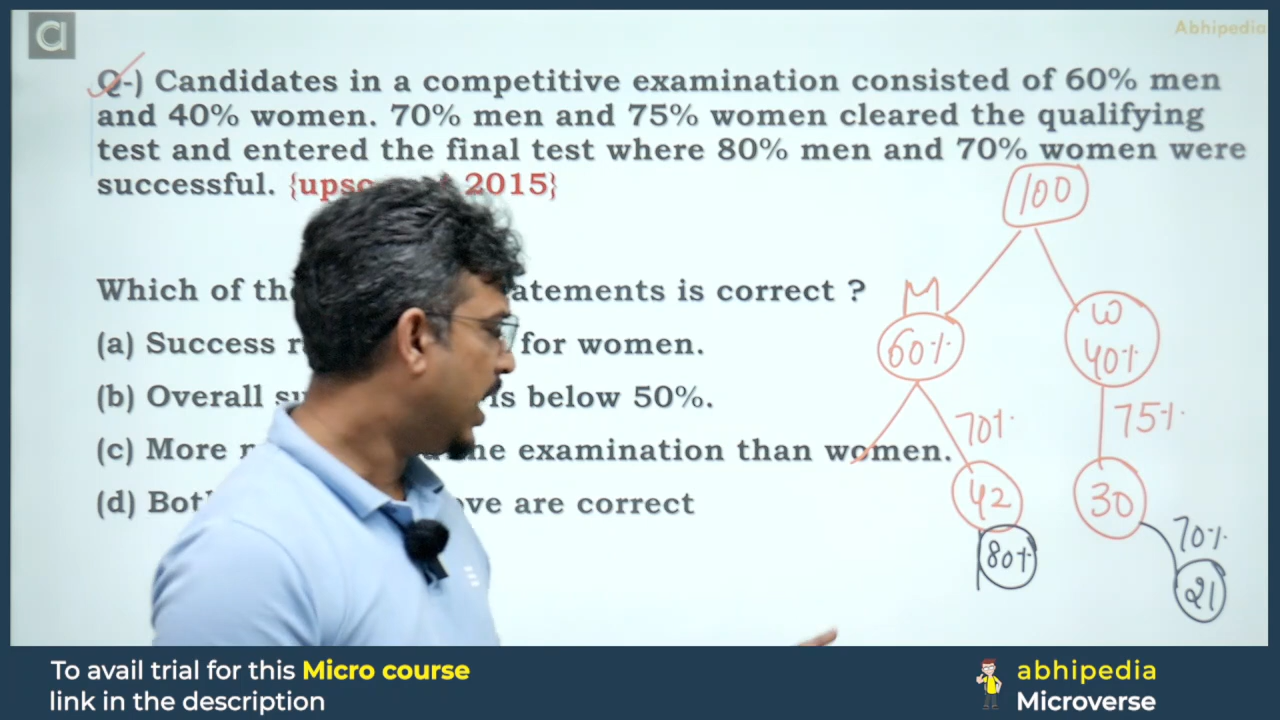 a
Abhipedia
Q-) Candidates in a competitive examination consisted of 60% men
and 40% women. 70% men and 75% women cleared the qualifying
test and entered the final test where 80% men and 70% women were
successful. {upsc 2015}
100
Which of th atements is correct ?
M
60%
W
40%
(a) Success r for women.
(b) Overall su is below 50%.
70%
75%
(c) More he examination than women.
(d) Bot ove are correct
42
30
80%
70%
21
To avail trial for this Micro course
link in the description
abhipedia
Microverse